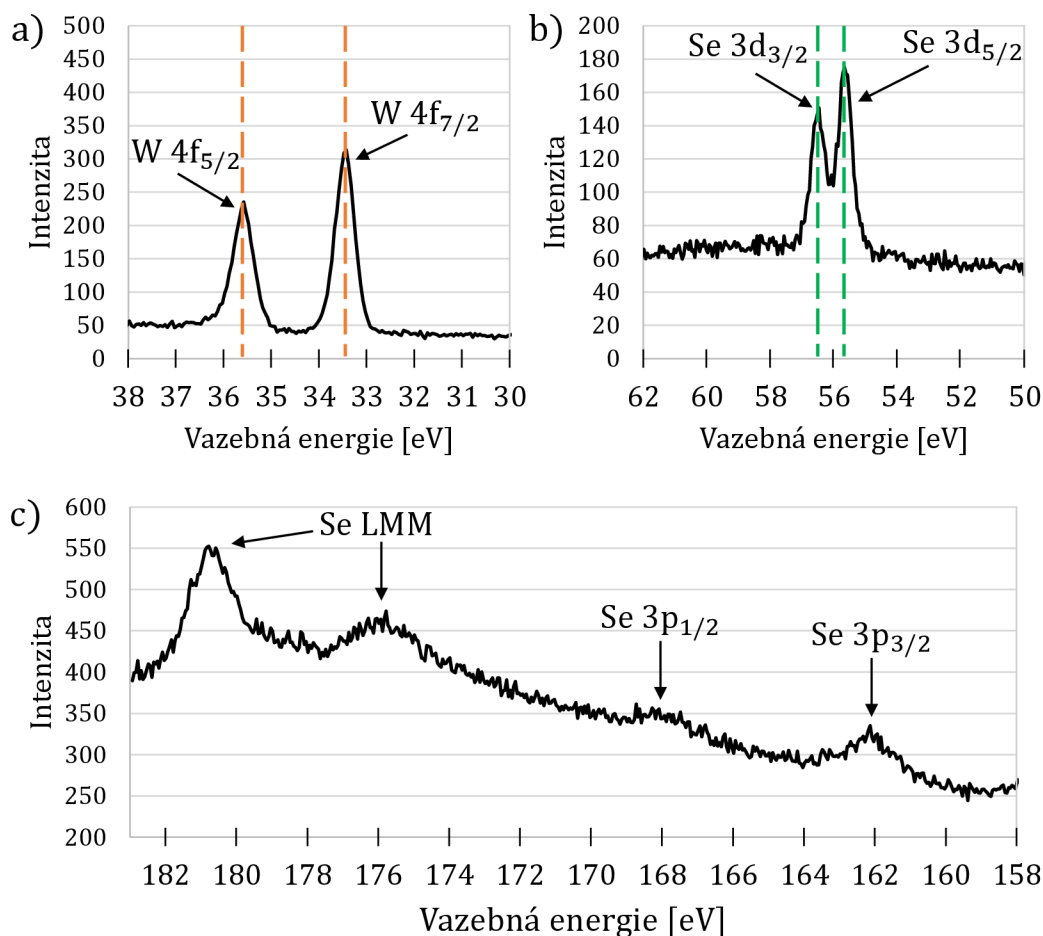 a)
500
450
400
350
300
250
200
150
100
50
0
Intenzita
W 4f5/2
W 4f7/2
38 37 36 35 34 33 32 31 30
Vazebná energie [eV]
b)
200
180
160
140
120
100
80
60
40
20
0
Intenzita
Se 3d3/2
Se 3d5/2
62 60 58 56 54 52 50
Vazebná energie [eV]
c)
600
550
500
450
400
350
300
250
200
Intenzita
Se LMM
Se 3p1/2
Se 3p3/2
182 180 178 176 174 172 170 168 166 164 162 160 158
Vazebná energie [eV]